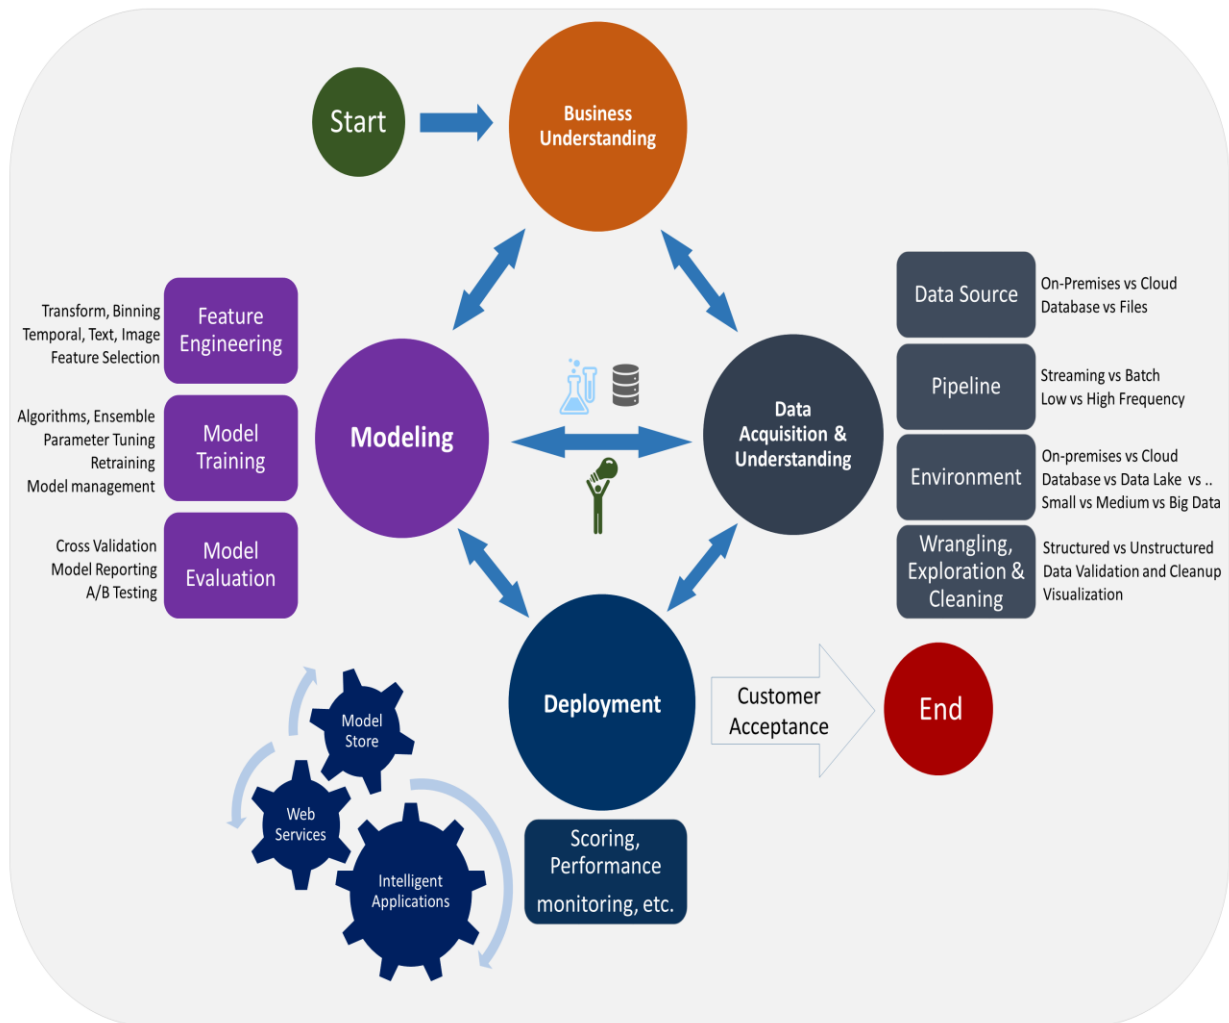 Start
Business
Understanding
Transform, Binning
Temporal, Text, Image
Feature Selection
Feature
Engineering
Algorithms, Ensemble
Parameter Tuning
Retraining
Model management
Model
Training
Cross Validation
Model Reporting
A/B Testing
Model
Evaluation
Modeling
Data
Acquisition &
Understanding
Data Source
On-Premises vs Cloud
Database vs Files
Pipeline
Streaming vs Batch
Low vs High Frequency
Environment
On-premises vs Cloud
Database vs Data Lake vs ..
Small vs Medium vs Big Data
Wrangling,
Exploration &
Cleaning
Structured vs Unstructured
Data Validation and Cleanup
Visualization
Deployment
Customer
Acceptance
End
Model
Store
Web
Services
Intelligent
Applications
Scoring,
Performance
monitoring, etc.